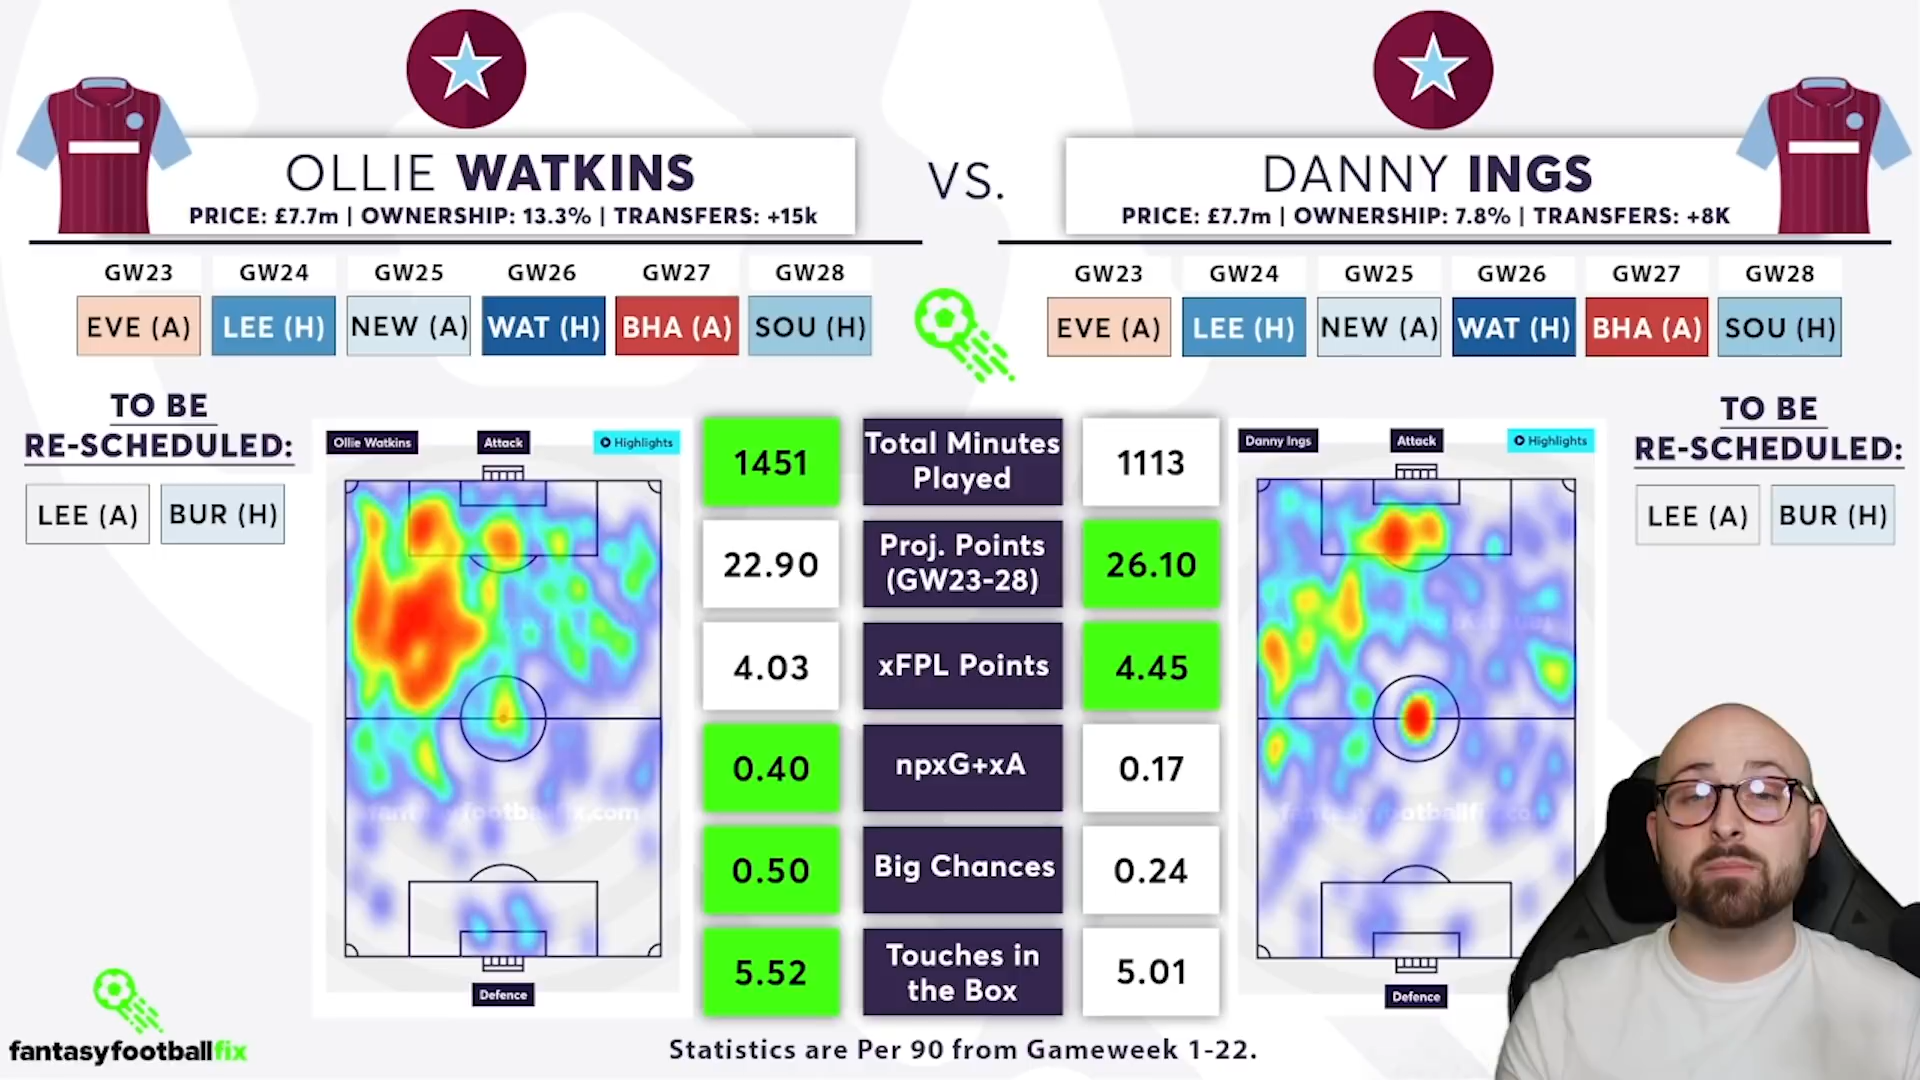 OLLIE WATKINS
PRICE: £7.7m | OWNERSHIP: 13.3% | TRANSFERS: +15k
VS.
DANNY INGS
PRICE: £7.7m | OWNERSHIP: 7.8% | TRANSFERS: +8K
GW23 GW24 GW25 GW26 GW27 GW28
EVE (A) LEE (H) NEW (A) WAT (H) BHA (A) SOU (H)
GW23 GW24 GW25 GW26 GW27 GW28
EVE (A) LEE (H) NEW (A) WAT (H) BHA (A) SOU (H)
TO BE
RE-SCHEDULED:
LEE (A) BUR (H)
Ollie Watkins Attack Highlights
fantasyfootballfix.com
Defence
1451 Total Minutes Played 1113
22.90 Proj. Points (GW23-28) 26.10
4.03 xFPL Points 4.45
0.40 npxG+xA 0.17
0.50 Big Chances 0.24
5.52 Touches in the Box 5.01
Danny Ings Attack Highlights
fantasyfootballfix.com
Defence
TO BE
RE-SCHEDULED:
LEE (A) BUR (H)
fantasyfootballfix
Statistics are Per 90 from Gameweek 1-22.